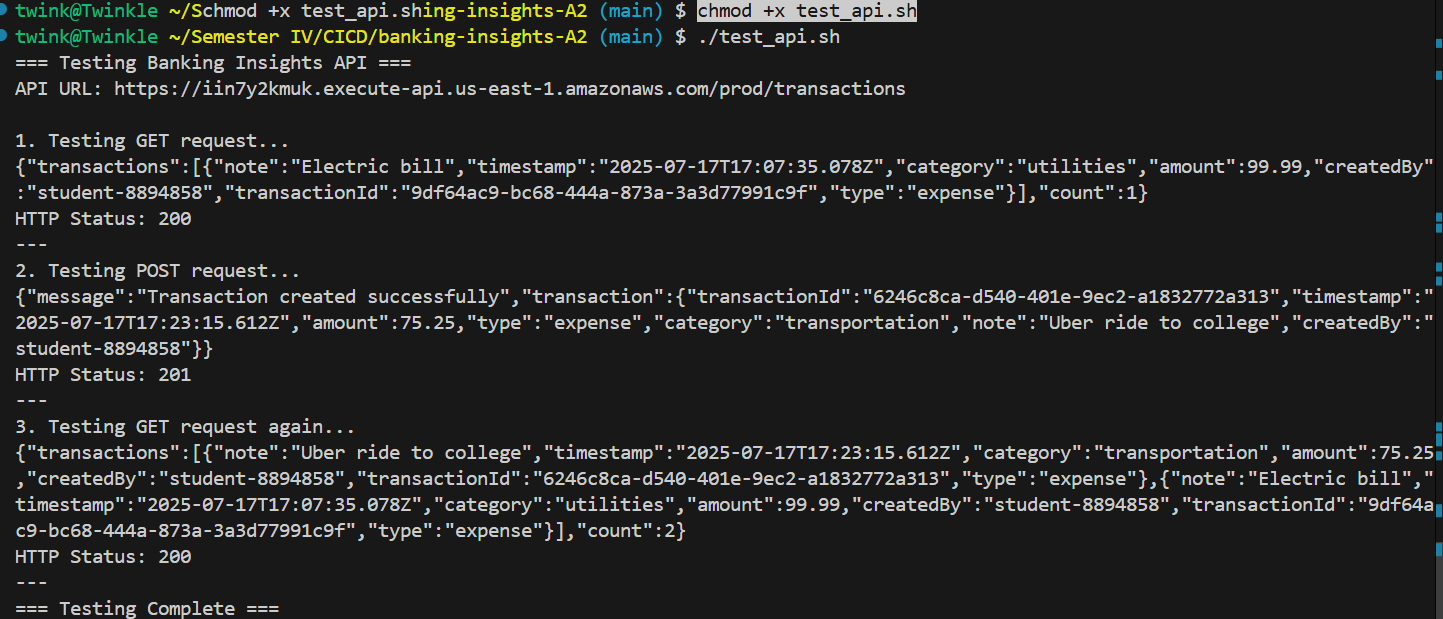 twink@Twinkle ~/Schmod +x test_api.shing-insights-A2 (main) $ chmod +x test_api.sh
twink@Twinkle ~/Semester IV/CICD/banking-insights-A2 (main) $ ./test_api.sh
=== Testing Banking Insights API ===
API URL: https://iin7y2kmuk.execute-api.us-east-1.amazonaws.com/prod/transactions
1. Testing GET request...
{"transactions":[{"note":"Electric bill","timestamp":"2025-07-17T17:07:35.078Z","category":"utilities","amount":99.99,"createdBy"
:"student-8894858","transactionId":"9df64ac9-bc68-444a-873a-3a3d77991c9f","type":"expense"}],"count":1}
HTTP Status: 200
---
2. Testing POST request...
{"message":"Transaction created successfully","transaction":{"transactionId":"6246c8ca-d540-401e-9ec2-a1832772a313","timestamp":"
2025-07-17T17:23:15.612Z","amount":75.25,"type":"expense","category":"transportation","note":"Uber ride to college","createdBy":"
student-8894858"}}
HTTP Status: 201
---
3. Testing GET request again...
{"transactions":[{"note":"Uber ride to college","timestamp":"2025-07-17T17:23:15.612Z","category":"transportation","amount":75.25
,"createdBy":"student-8894858","transactionId":"6246c8ca-d540-401e-9ec2-a1832772a313","type":"expense"},{"note":"Electric bill","
timestamp":"2025-07-17T17:07:35.078Z","category":"utilities","amount":99.99,"createdBy":"student-8894858","transactionId":"9df64a
c9-bc68-444a-873a-3a3d77991c9f","type":"expense"}],"count":2}
HTTP Status: 200
---
=== Testing Complete ===